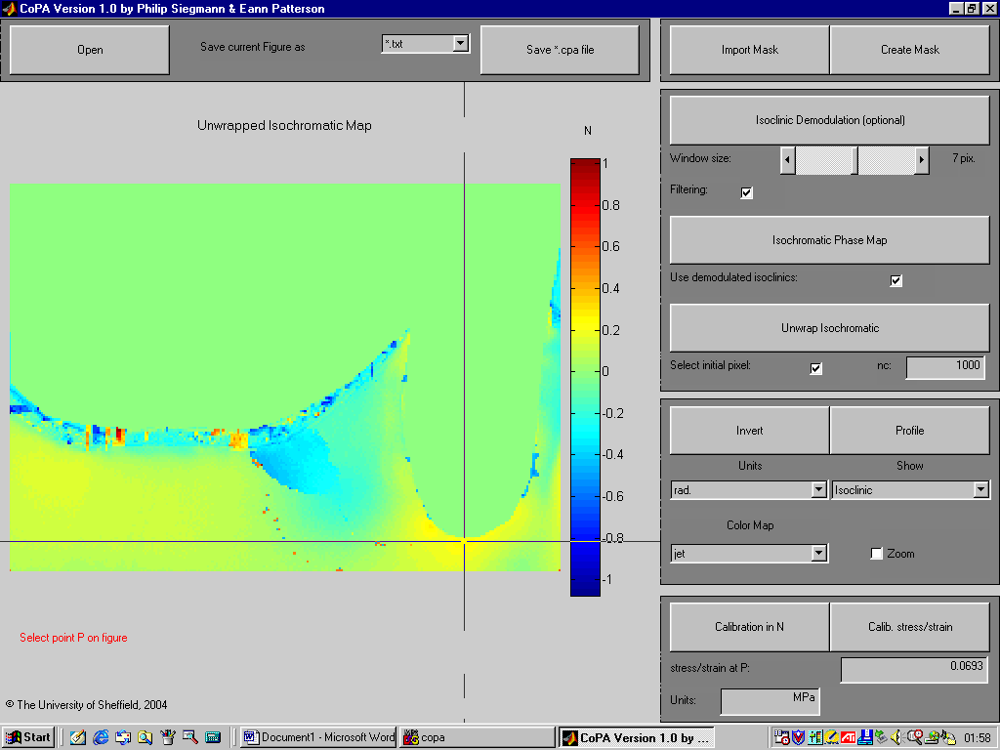 CoPA Version 1.0 by Philip Siegmann & Eann Patterson
Open
Save current Figure as
*.txt
Save *.cpa file
Import Mask
Create Mask
Unwrapped Isochromatic Map
N
1
0.8
0.6
0.4
0.2
0
-0.2
-0.4
-0.6
-0.8
-1
Isoclinic Demodulation (optional)
Window size:
7 pix.
Filtering:
Isochromatic Phase Map
Use demodulated isoclinics:
Unwrap Isochromatic
Select initial pixel:
nc:
1000
Invert
Profile
Units
Show
rad.
Isoclinic
Color Map
jet
Zoom
Calibration in N
Calib. stress/strain
stress/strain at P:
0.0693
Units:
MPa
Select point P on figure
© The University of Sheffield, 2004
Start
Document1 - Microsoft Word
copa
CoPA Version 1.0 by ...
01:58